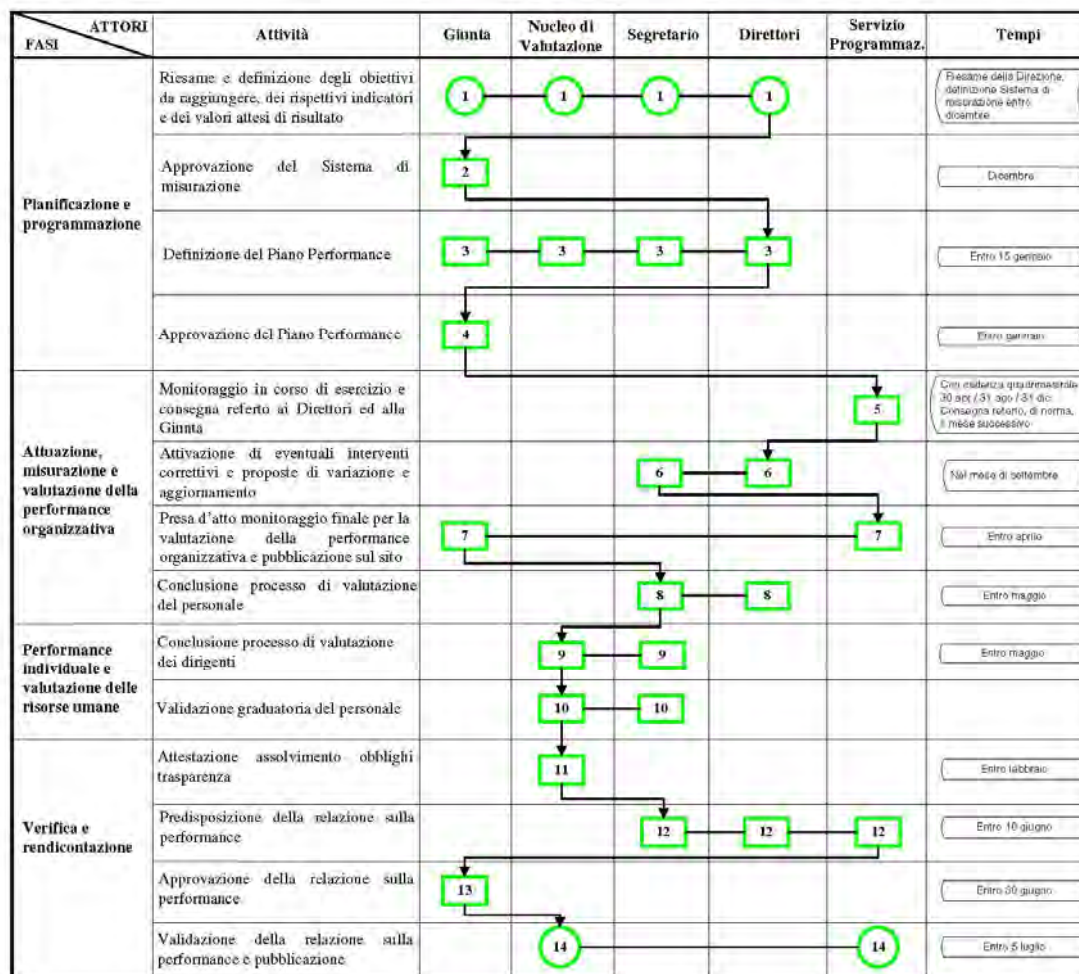 ATTORI
FASI
Attività
Giunta
Nucleo di
Valutazione
Segretario
Direttori
Servizio
Programmaz.
Tempi
Planificazione e
programmazione
Riesame e definizione degli obiettivi
da raggiungere, dei rispettivi indicatori
e dei valori attesi di risultato
1
1
1
1
Riesame della Direzione,
definizione Sistema di
misurazione entro
dicembre
Approvazione del Sistema di
misurazione
2
Dicembre
Definizione del Piano Performance
3
3
3
3
Entro 15 gennaio
Approvazione del Piano Performance
4
Entro gennaio
Attuazione,
misurazione e
valutazione della
performance
organizzativa
Monitoraggio in corso di esercizio e
consegna referto ai Direttori ed alla
Giunta
5
Con cadenza quadrimestrale
30 apr / 31 ago / 31 dic
Consegna referto, di norma,
il mese successivo
Attivazione di eventuali interventi
correttivi e proposte di variazione e
aggiornamento
6
6
Nel mese di settembre
Presa d'atto monitoraggio finale per la
valutazione della performance
organizzativa e pubblicazione sul sito
7
7
Entro aprile
Conclusione processo di valutazione
del personale
8
8
Entro maggio
Performance
individuale e
valutazione delle
risorse umane
Conclusione processo di valutazione
dei dirigenti
9
9
Entro maggio
Validazione graduatoria del personale
10
10
Verifica e
rendicontazione
Attestazione assolvimento obblighi
trasparenza
11
Entro febbraio
Predisposizione della relazione sulla
performance
12
12
12
Entro 10 giugno
Approvazione della relazione sulla
performance
13
Entro 30 giugno
Validazione della relazione sulla
performance e pubblicazione
14
14
Entro 5 luglio